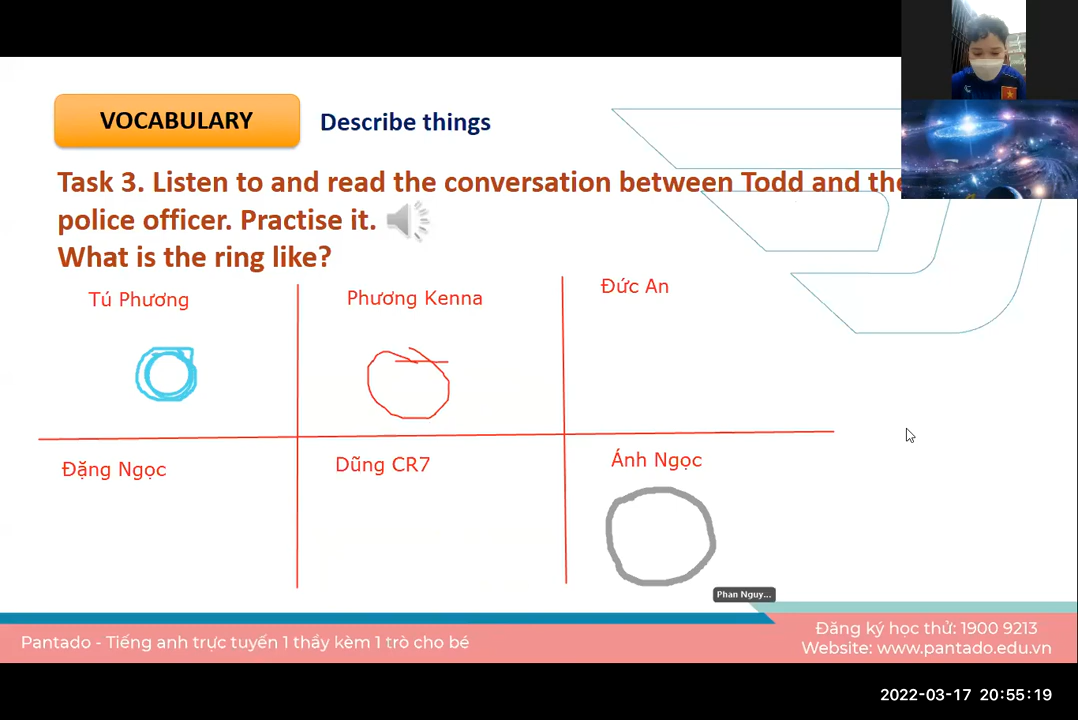 VOCABULARY
Describe things
Task 3. Listen to and read the conversation between Todd and the
police officer. Practise it.
What is the ring like?
Tú Phương
Phương Kenna
Đức An
Đặng Ngọc
Dũng CR7
Ánh Ngọc
Phan Nguy...
Pantado - Tiếng anh trực tuyến 1 thầy kèm 1 trò cho bé
Đăng ký học thử: 1900 9213
Website: www.pantado.edu.vn
2022-03-17 20:55:19